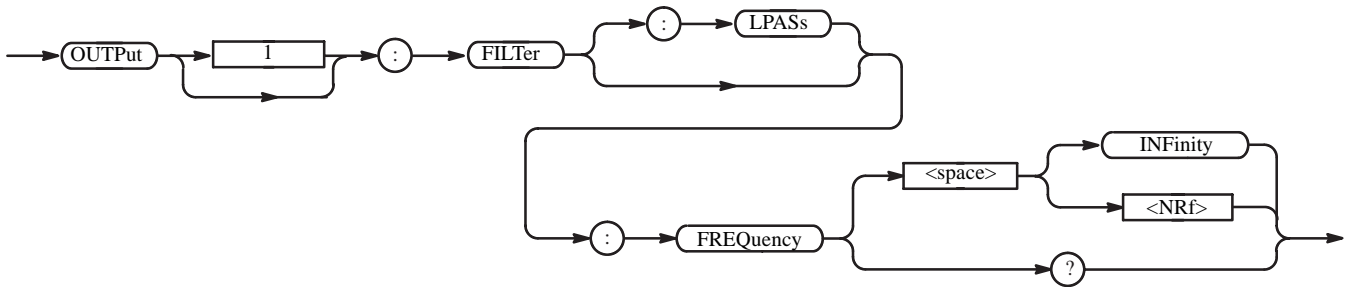 OUTPut 1 : FILTer : LPASs
: FREQuency <space> INFinity
<NRf>
?